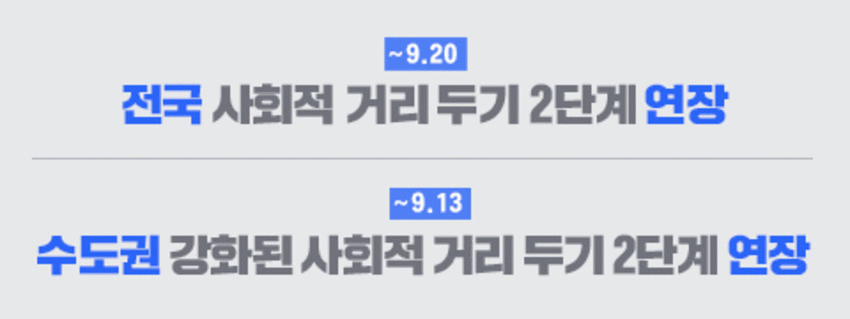 ~9.20
전국 사회적 거리 두기 2단계 연장
~9.13
수도권 강화된 사회적 거리 두기 2단계 연장